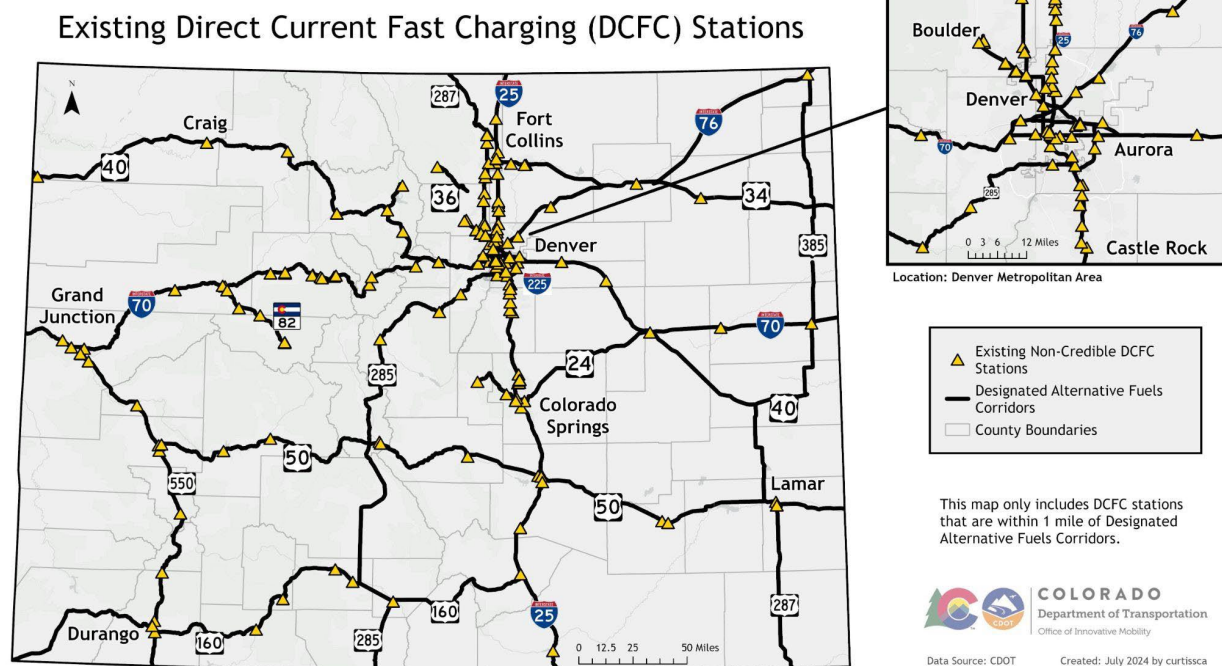 Existing Direct Current Fast Charging (DCFC) Stations
N
287
25
Fort
Collins
76
Craig
40
36
34
385
Denver
225
Grand
Junction
70
82
285
24
70
40
Colorado
Springs
50
550
50
Lamar
Durango
160
285
160
25
287
0 12.5 25 50 Miles
Boulder
25
76
Denver
70
Aurora
285
0 3 6 12 Miles
Castle Rock
Location: Denver Metropolitan Area
Existing Non-Credible DCFC
Stations
Designated Alternative Fuels
Corridors
County Boundaries
This map only includes DCFC stations
that are within 1 mile of Designated
Alternative Fuels Corridors.
CDOT
COLORADO
Department of Transportation
Office of Innovative Mobility
Data Source: CDOT Created: July 2024 by curtissca